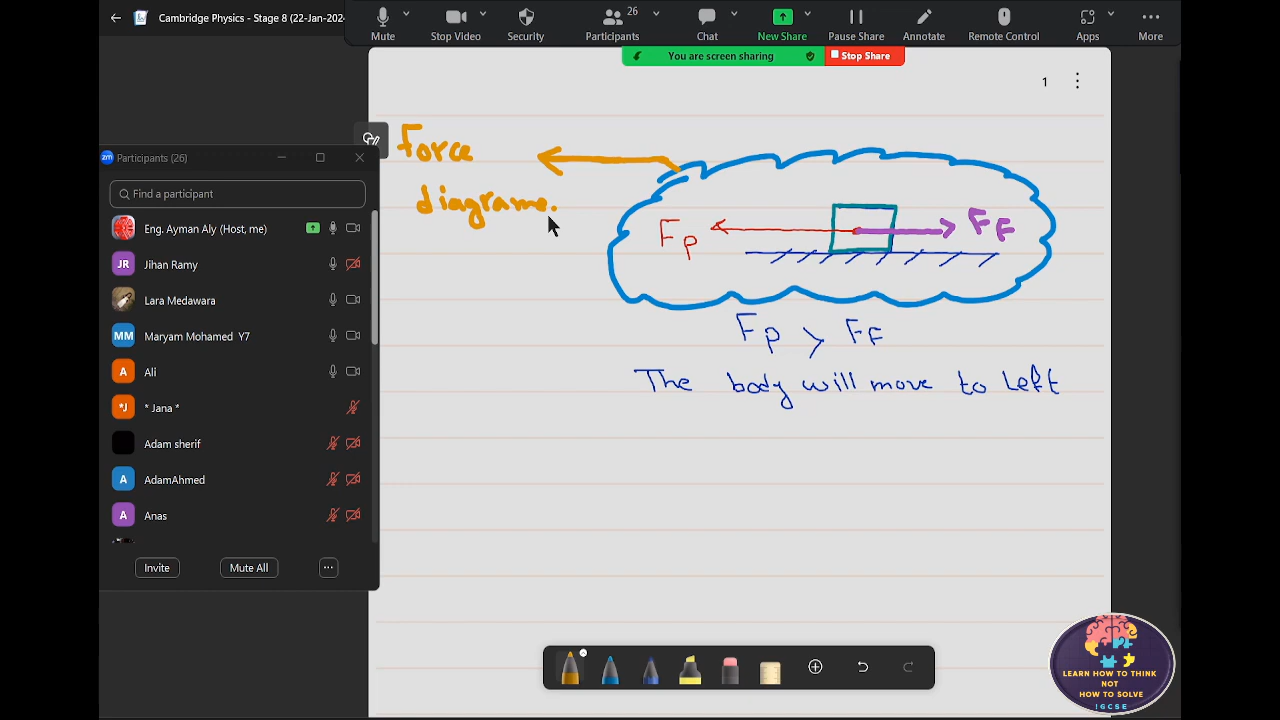 Cambridge Physics - Stage 8 (22-Jan-202
Mute
Stop Video
Security
26
Participants
Chat
New Share
Pause Share
Annotate
Remote Control
Apps
More
You are screen sharing
Stop Share
1
zm Participants (26)
Find a participant
Eng. Ayman Aly (Host, me)
JR Jihan Ramy
Lara Medawara
MM Maryam Mohamed Y7
A Ali
*J * Jana *
Adam sherif
A AdamAhmed
A Anas
Invite
Mute All
...
Force
diagrame.
Fp
FF
Fp > FF
The body will move to left
LEARN HOW TO THINK
NOT
HOW TO SOLVE
IGCSE